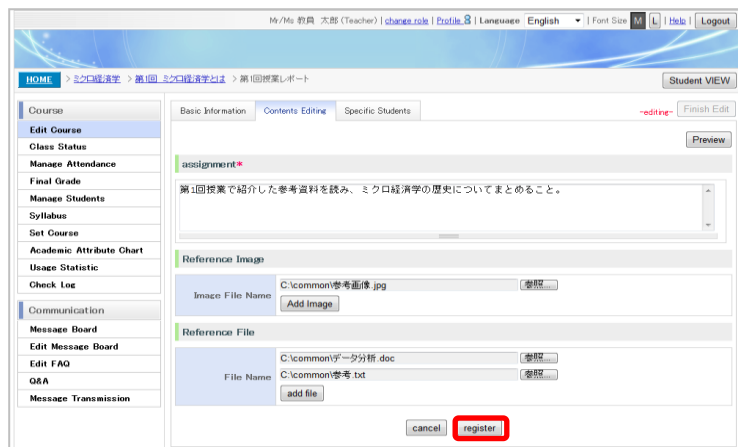 Mr/Ms 教員 太郎 (Teacher) | change role | Profile | Language English | Font Size M L | Help | Logout
HOME > ミクロ経済学 > 第1回 ミクロ経済学とは > 第1回授業レポート
Student VIEW
Course
Edit Course
Class Status
Manage Attendance
Final Grade
Manage Students
Syllabus
Set Course
Academic Attribute Chart
Usage Statistic
Check Log
Communication
Message Board
Edit Message Board
Edit FAQ
Q&A
Message Transmission
Basic Information Contents Editing Specific Students
-editing- Finish Edit
Preview
assignment*
第1回授業で紹介した参考資料を読み、ミクロ経済学の歴史についてまとめること。
Reference Image
Image File Name
C:\common\参考画像.jpg 参照...
Add Image
Reference File
File Name
C:\common\データ分析.doc 参照...
C:\common\参考.txt 参照...
add file
cancel register